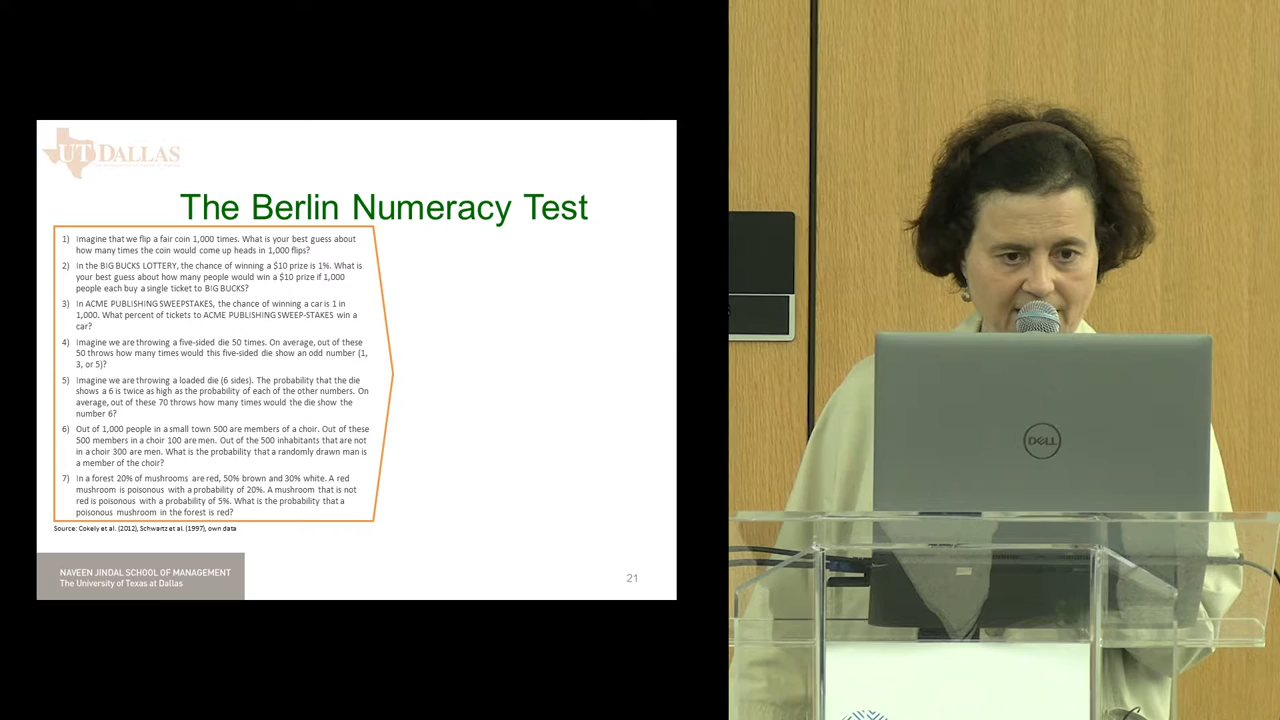 UT DALLAS
The Berlin Numeracy Test
1) Imagine that we flip a fair coin 1,000 times. What is your best guess about
how many times the coin would come up heads in 1,000 flips?
2) In the BIG BUCKS LOTTERY, the chance of winning a $10 prize is 1%. What is
your best guess about how many people would win a $10 prize if 1,000
people each buy a single ticket to BIG BUCKS?
3) In ACME PUBLISHING SWEEPSTAKES, the chance of winning a car is 1 in
1,000. What percent of tickets to ACME PUBLISHING SWEEP-STAKES win a
car?
4) Imagine we are throwing a five-sided die 50 times. On average, out of these
50 throws how many times would this five-sided die show an odd number (1,
3, or 5)?
5) Imagine we are throwing a loaded die (6 sides). The probability that the die
shows a 6 is twice as high as the probability of each of the other numbers. On
average, out of these 70 throws how many times would the die show the
number 6?
6) Out of 1,000 people in a small town 500 are members of a choir. Out of these
500 members in a choir 100 are men. Out of the 500 inhabitants that are not
in a choir 300 are men. What is the probability that a randomly drawn man is
a member of the choir?
7) In a forest 20% of mushrooms are red, 50% brown and 30% white. A red
mushroom is poisonous with a probability of 20%. A mushroom that is not
red is poisonous with a probability of 5%. What is the probability that a
poisonous mushroom in the forest is red?
Source: Cokely et al. (2012), Schwartz et al. (1997), own data
NAVEEN JINDAL SCHOOL OF MANAGEMENT
The University of Texas at Dallas
21
DELL